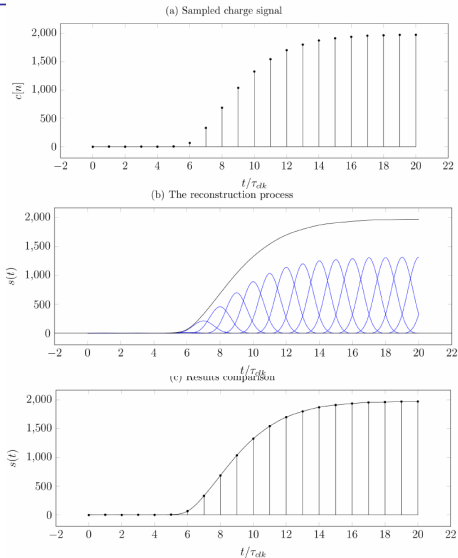 (a) Sampled charge signal
2,000
1,500
1,000
500
0
c[n]
−2 0 2 4 6 8 10 12 14 16 18 20 22
t/τclk
(b) The reconstruction process
2,000
1,500
1,000
500
0
s(t)
−2 0 2 4 6 8 10 12 14 16 18 20 22
t/τclk
(c) Results comparison
2,000
1,500
1,000
500
0
s(t)
−2 0 2 4 6 8 10 12 14 16 18 20 22
t/τclk